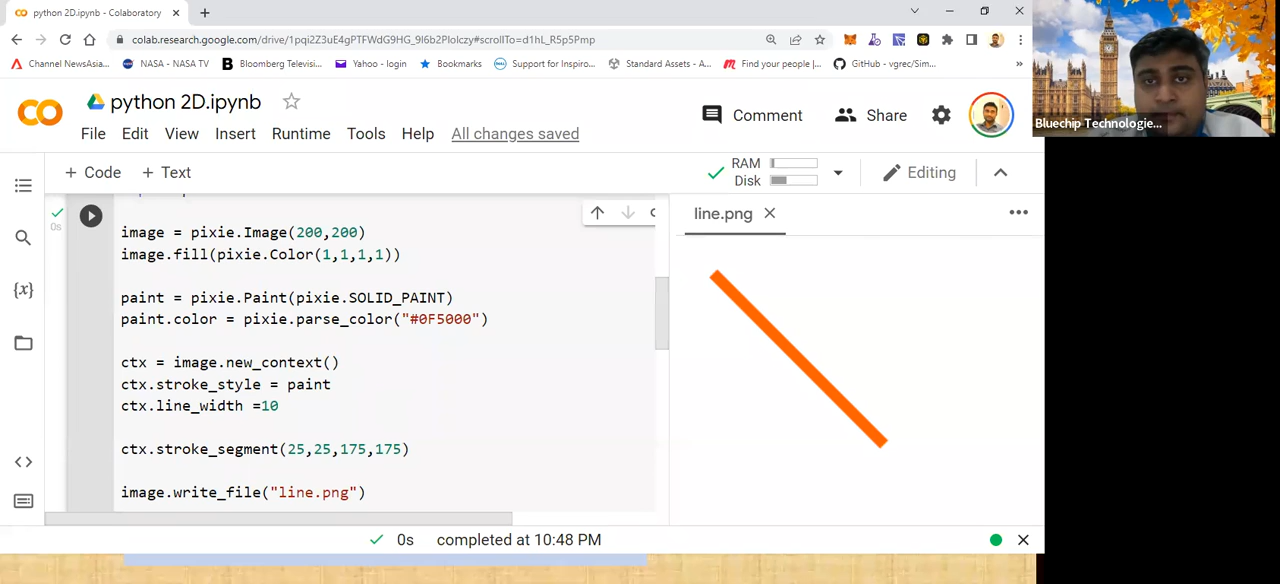 python 2D.ipynb - Colaboratory
colab.research.google.com/drive/1pqi2Z3uE4gPTFWdG9HG_9I6b2PIolczy#scrollTo=d1hL_R5p5Pmp
Channel NewsAsia...
NASA - NASA TV
Bloomberg Televisi...
Yahoo - login
Bookmarks
Support for Inspiro...
Standard Assets - A...
Find your people |...
GitHub - vgrec/Sim...
»
Bluechip Technologie...
CO
python 2D.ipynb
File Edit View Insert Runtime Tools Help All changes saved
Comment
Share
+ Code + Text
RAM
Disk
Editing
0s
image = pixie.Image(200,200)
image.fill(pixie.Color(1,1,1,1))
paint = pixie.Paint(pixie.SOLID_PAINT)
paint.color = pixie.parse_color("#0F5000")
ctx = image.new_context()
ctx.stroke_style = paint
ctx.line_width =10
ctx.stroke_segment(25,25,175,175)
image.write_file("line.png")
line.png
{x}
0s completed at 10:48 PM